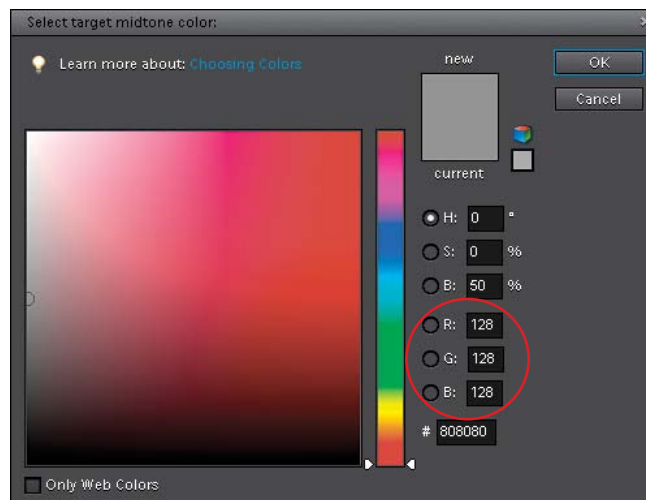 Select target midtone color:
Learn more about: Choosing Colors
new
current
OK
Cancel
H: 0 °
S: 0 %
B: 50 %
R: 128
G: 128
B: 128
# 808080
Only Web Colors